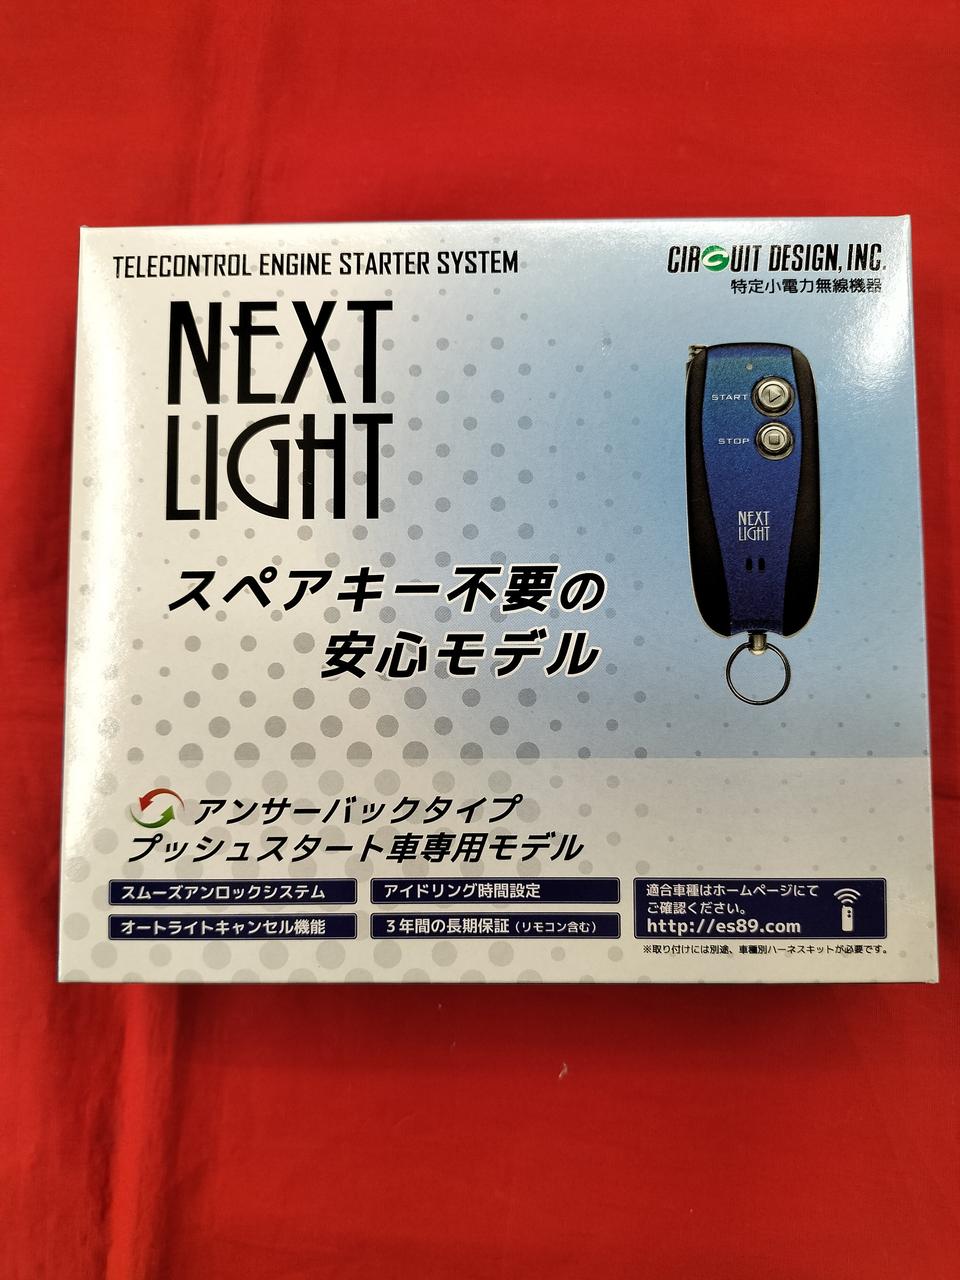 TELECONTROL ENGINE STARTER SYSTEM
CIRCUIT DESIGN, INC.
特定小電力無線機器
NEXT
LIGHT
START
STOP
NEXT
LIGHT
スペアキー不要の
安心モデル
アンサーバックタイプ
プッシュスタート車専用モデル
スムーズアンロックシステム
アイドリング時間設定
オートライトキャンセル機能
3年間の長期保証(リモコン含む)
適合車種はホームページにて
ご確認ください。
http://es89.com
※取り付けには別途、車種別ハーネスキットが必要です。